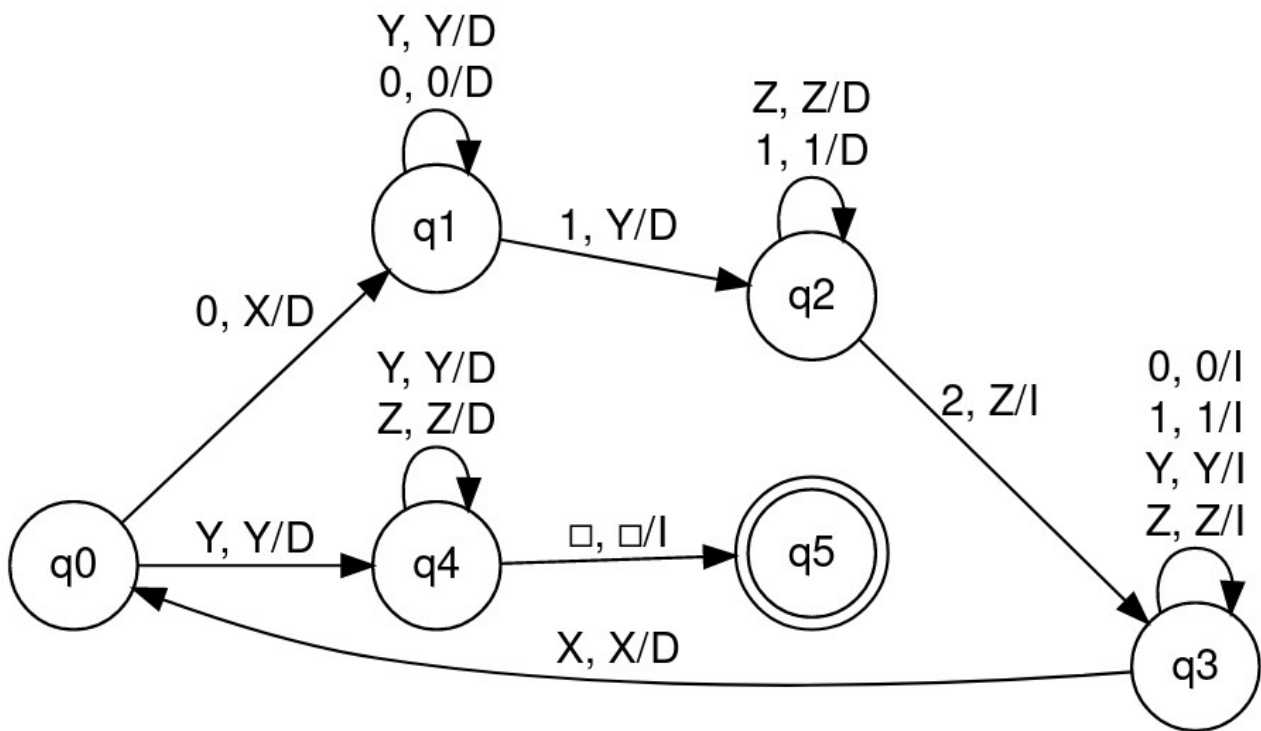 Y, Y/D
0, 0/D
Z, Z/D
1, 1/D
q1
1, Y/D
q2
0, X/D
Y, Y/D
Z, Z/D
2, Z/I
0, 0/I
1, 1/I
Y, Y/I
Z, Z/I
q0
Y, Y/D
q4
□, □/I
q5
X, X/D
q3